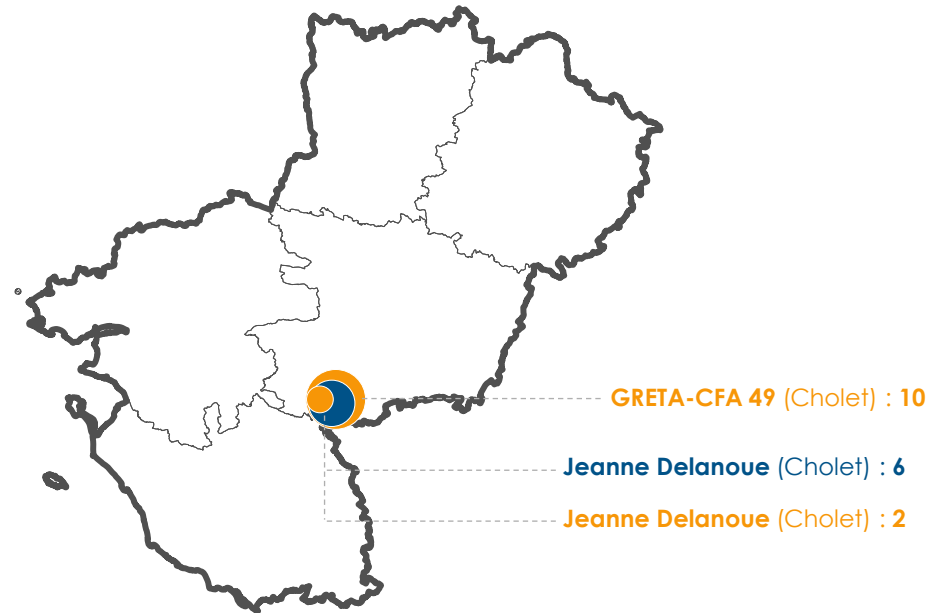 GRETA-CFA 49 (Cholet) : 10
Jeanne Delanoue (Cholet) : 6
Jeanne Delanoue (Cholet) : 2